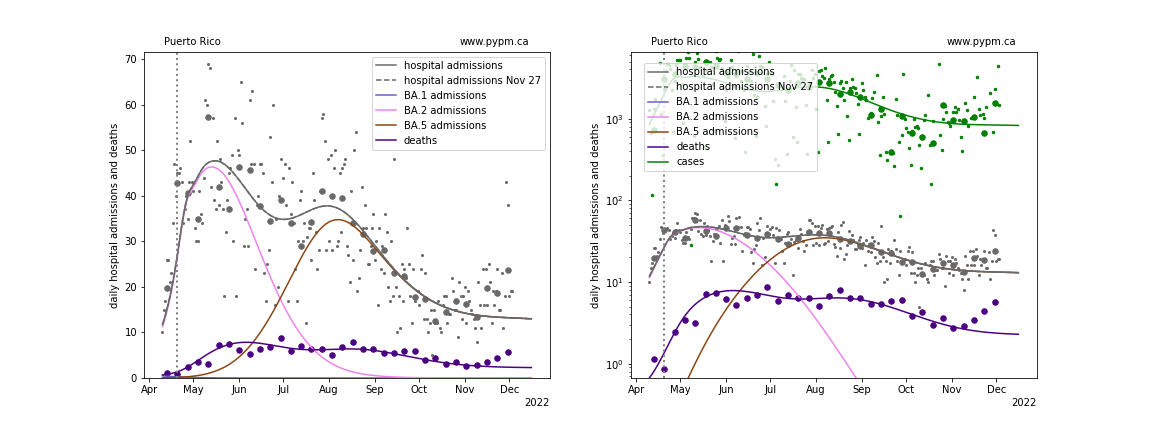 Puerto Rico
www.pypm.ca
hospital admissions
hospital admissions Nov 27
BA.1 admissions
BA.2 admissions
BA.5 admissions
deaths
daily hospital admissions and deaths
70
60
50
40
30
20
10
0
Apr
May
Jun
Jul
Aug
Sep
Oct
Nov
Dec
2022
Puerto Rico
www.pypm.ca
hospital admissions
hospital admissions Nov 27
BA.1 admissions
BA.2 admissions
BA.5 admissions
deaths
cases
daily hospital admissions and deaths
10³
10²
10¹
10⁰
Apr
May
Jun
Jul
Aug
Sep
Oct
Nov
Dec
2022